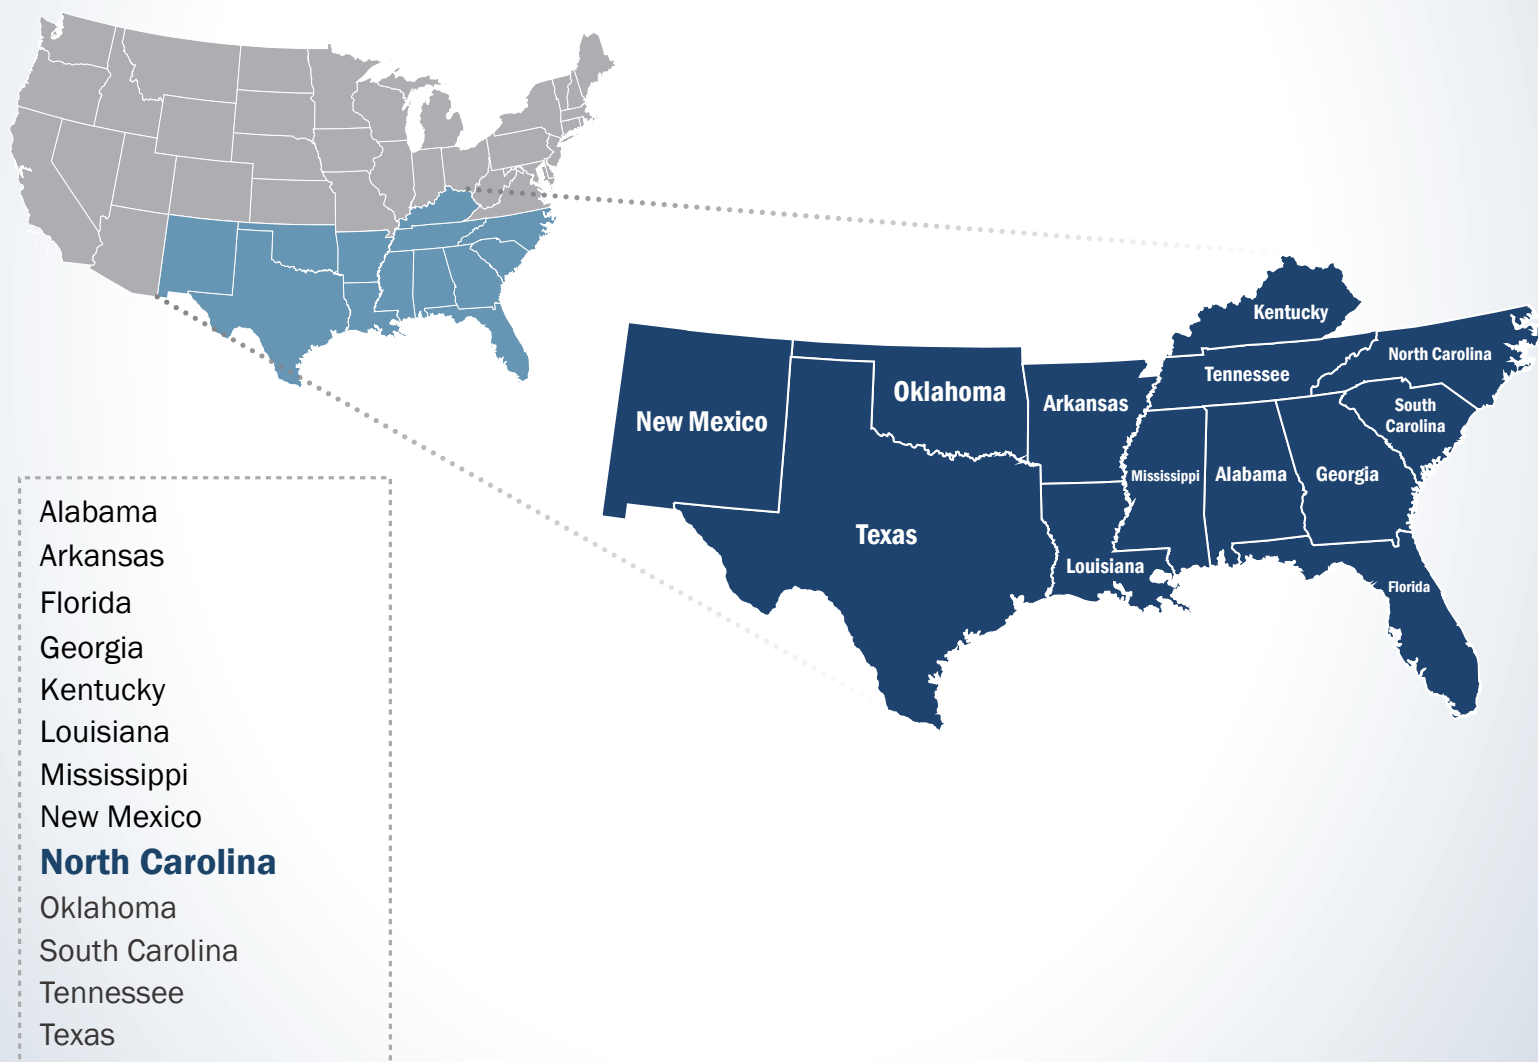 Kentucky
North Carolina
Tennessee
Oklahoma
Arkansas
South
Carolina
New Mexico
Mississippi
Alabama
Georgia
Texas
Louisiana
Florida
Alabama
Arkansas
Florida
Georgia
Kentucky
Louisiana
Mississippi
New Mexico
North Carolina
Oklahoma
South Carolina
Tennessee
Texas